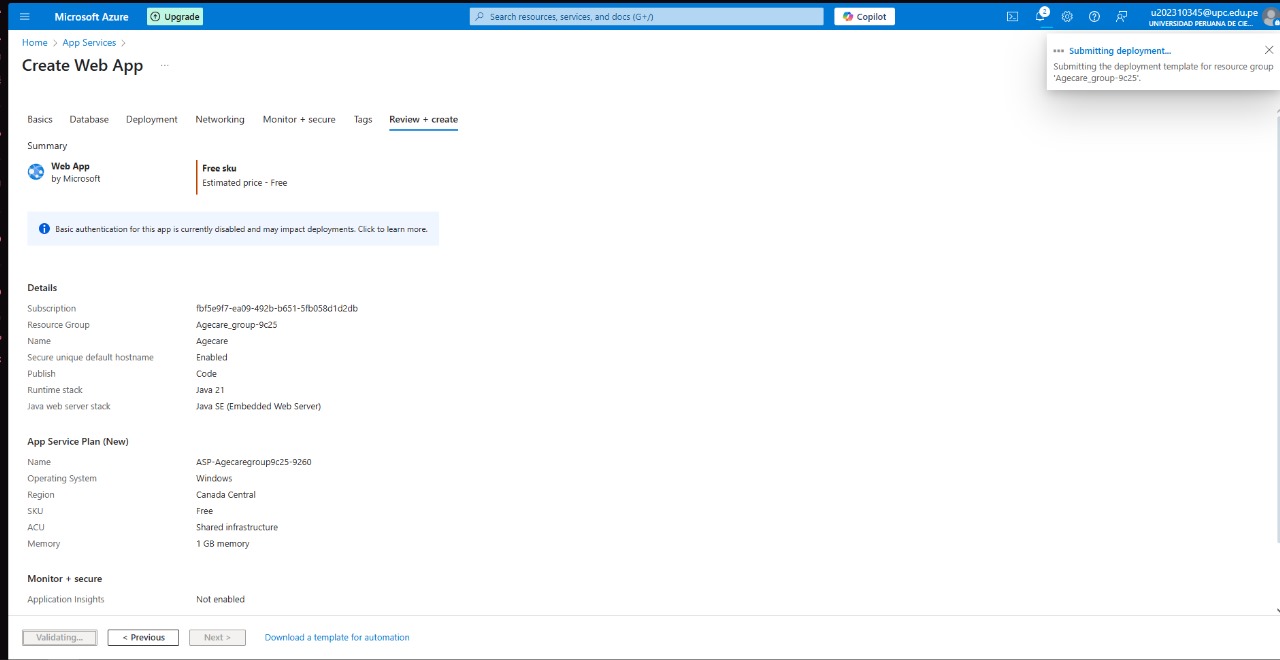 Microsoft Azure
Upgrade
Search resources, services, and docs (G+/)
Copilot
2
u202310345@upc.edu.pe
UNIVERSIDAD PERUANA DE CIE...
Home > App Services >
Create Web App ...
Submitting deployment...
Submitting the deployment template for resource group
'Agecare_group-9c25'.
Basics Database Deployment Networking Monitor + secure Tags Review + create
Summary
Web App
by Microsoft
Free sku
Estimated price - Free
Basic authentication for this app is currently disabled and may impact deployments. Click to learn more.
Details
Subscription fbf5e9f7-ea09-492b-b651-5fb058d1d2db
Resource Group Agecare_group-9c25
Name Agecare
Secure unique default hostname Enabled
Publish Code
Runtime stack Java 21
Java web server stack Java SE (Embedded Web Server)
App Service Plan (New)
Name ASP-Agecaregroup9c25-9260
Operating System Windows
Region Canada Central
SKU Free
ACU Shared infrastructure
Memory 1 GB memory
Monitor + secure
Application Insights Not enabled
Validating... < Previous Next > Download a template for automation